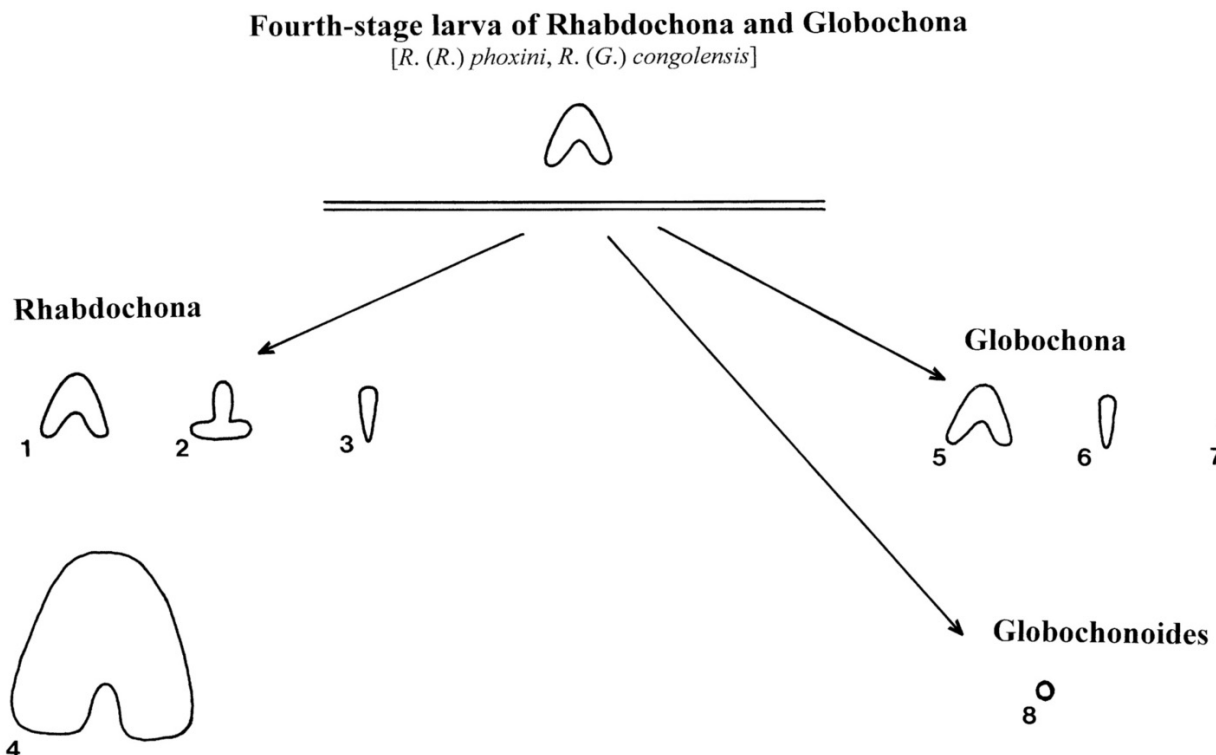 Fourth-stage larva of Rhabdochona and Globochona
[R. (R.) phoxini, R. (G.) congolensis]
Rhabdochona
Globochona
1
2
3
5
6
7
4
Globochonoides
8